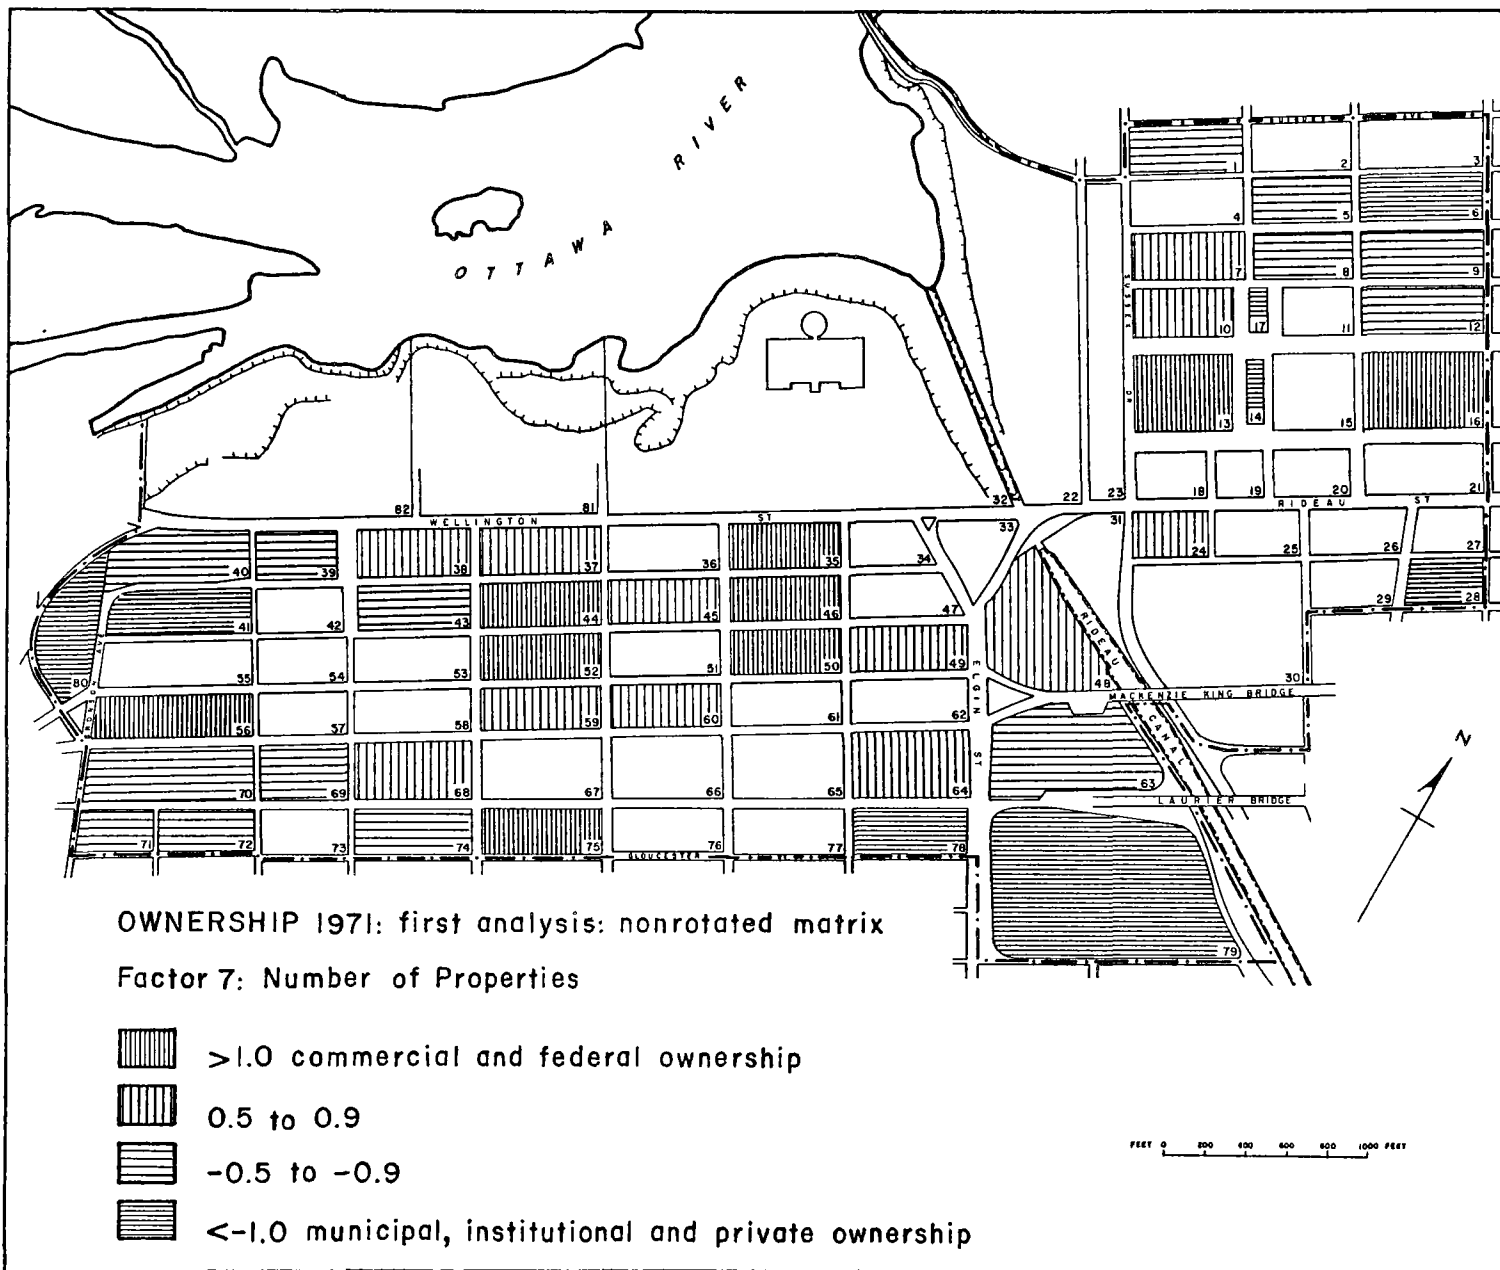 OTTAWA RIVER
BOTELER AVE
1 2 3
4 5 6
7 8 9
SUSSEX DR
10 17 11 12
13 14 15 16
18 19 20 21
82 81 32 22 23
WELLINGTON ST
RIDEAU ST
40 39 38 37 36 35 34 33 31 24 25 26 27
41 42 43 44 45 46 47 29 28
55 54 53 52 51 50 49
80
ELGIN ST
RIDEAU CANAL
48 30
MACKENZIE KING BRIDGE
56 57 58 59 60 61 62
N
70 69 68 67 66 65 64 63
LAURIER BRIDGE
71 72 73 74 75 76 77 78
GLOUCESTER
79
OWNERSHIP 1971: first analysis: nonrotated matrix
Factor 7: Number of Properties
>1.0 commercial and federal ownership
0.5 to 0.9
-0.5 to -0.9
<-1.0 municipal, institutional and private ownership
FEET 0 200 400 600 800 1000 FEET